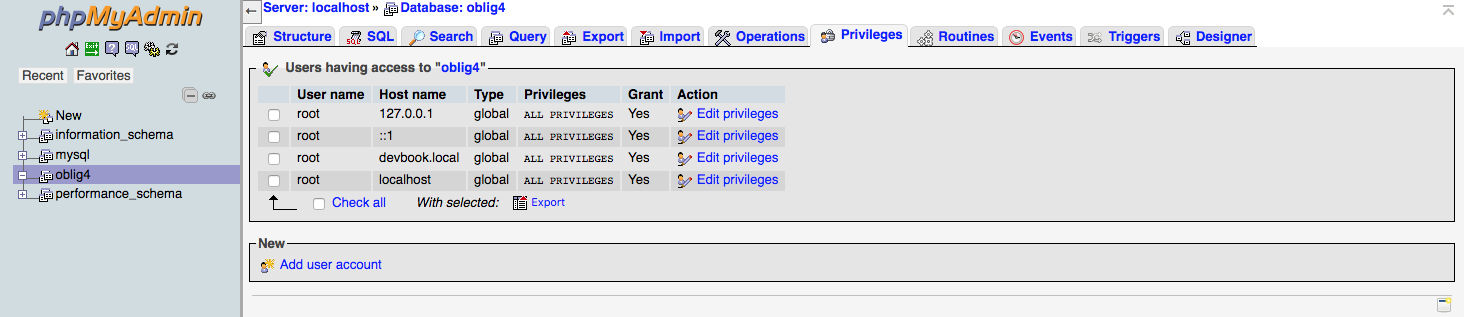 phpMyAdmin
Recent Favorites
New
information_schema
mysql
oblig4
performance_schema
Server: localhost » Database: oblig4
Structure SQL Search Query Export Import Operations Privileges Routines Events Triggers Designer
Users having access to "oblig4"
User name Host name Type Privileges Grant Action
root 127.0.0.1 global ALL PRIVILEGES Yes Edit privileges
root ::1 global ALL PRIVILEGES Yes Edit privileges
root devbook.local global ALL PRIVILEGES Yes Edit privileges
root localhost global ALL PRIVILEGES Yes Edit privileges
Check all With selected: Export
New
Add user account